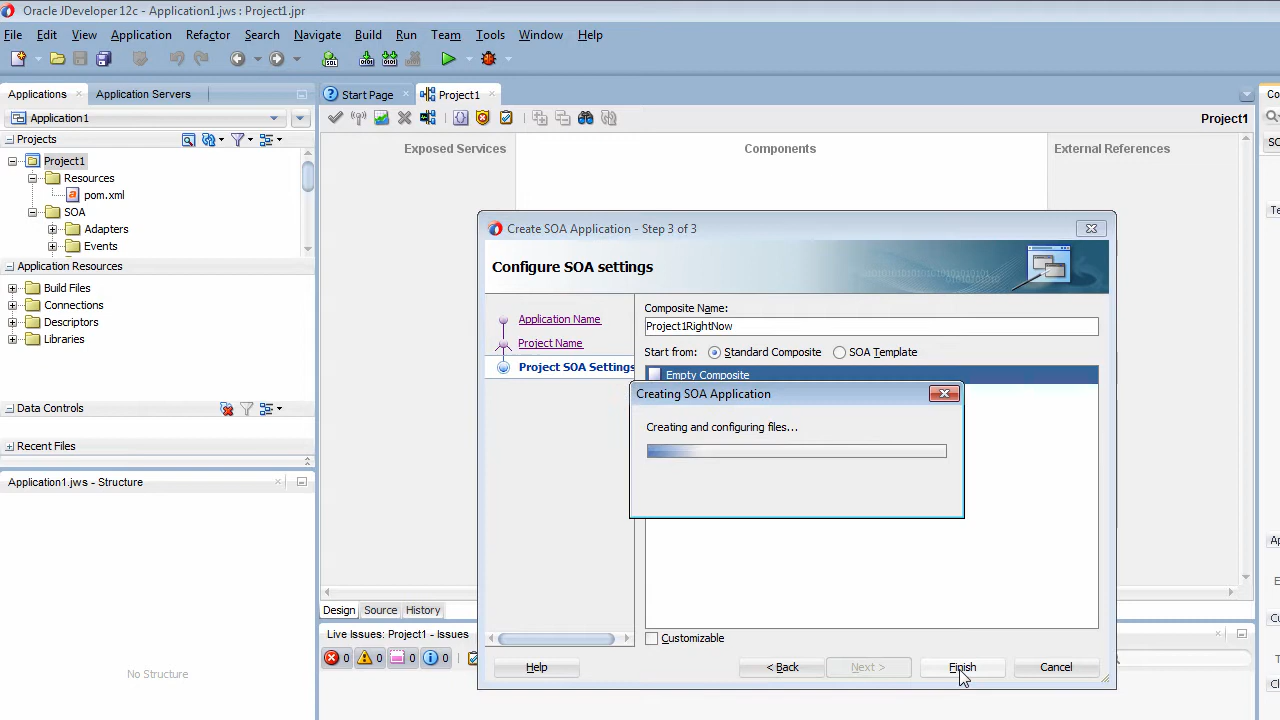 Oracle JDeveloper 12c - Application1.jws : Project1.jpr
File Edit View Application Refactor Search Navigate Build Run Team Tools Window Help
Applications Application Servers
Start Page Project1
Application1
Projects
Project1
Project1
Resources
pom.xml
SOA
Adapters
Events
Application Resources
Build Files
Connections
Descriptors
Libraries
Data Controls
Recent Files
Application1.jws - Structure
No Structure
Exposed Services Components External References
Create SOA Application - Step 3 of 3
Configure SOA settings
Application Name
Project Name
Project SOA Settings
Composite Name:
Project1RightNow
Start from: Standard Composite SOA Template
Empty Composite
Creating SOA Application
Creating and configuring files...
Customizable
Help < Back Next > Finish Cancel
Design Source History
Live Issues: Project1 - Issues
0 0 0 0